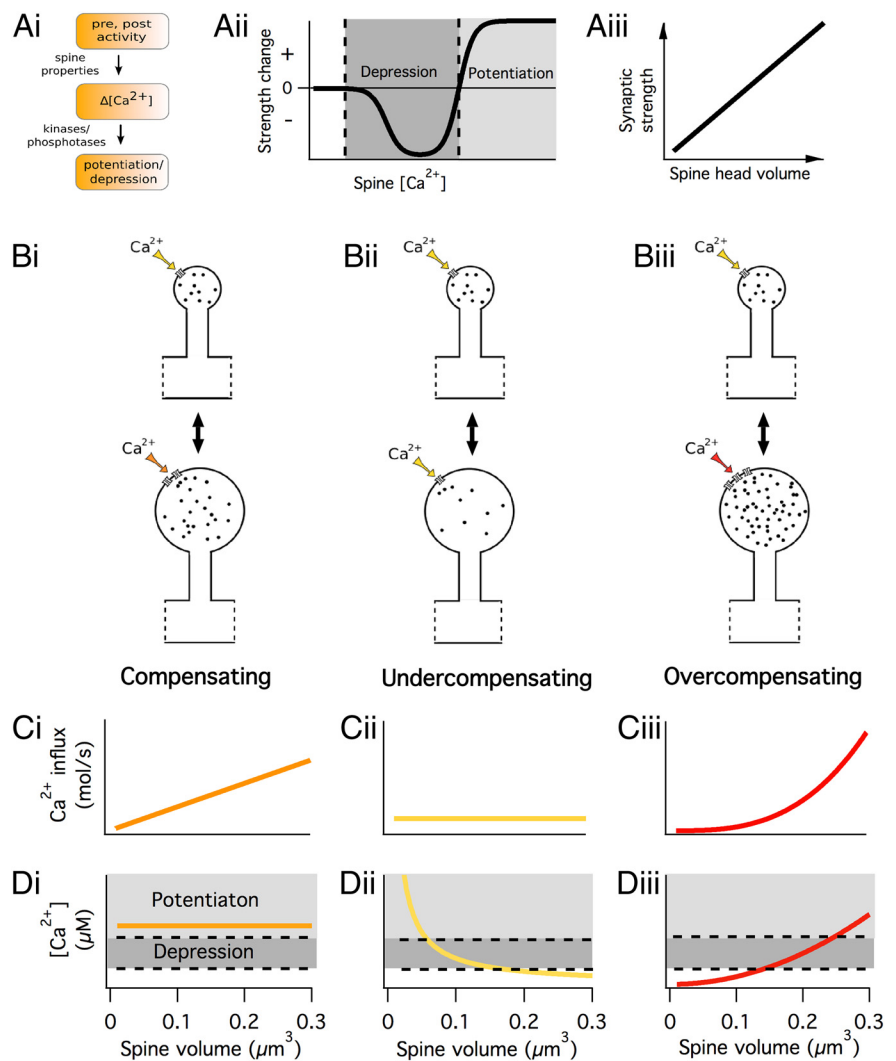 Ai
pre, post
activity
spine
properties
Δ[Ca2+]
kinases/
phosphotases
potentiation/
depression
Aii
Strength change
+
0
–
Depression
Potentiation
Spine [Ca2+]
Aiii
Synaptic
strength
Spine head volume
Bi
Ca2+
Ca2+
Compensating
Bii
Ca2+
Ca2+
Undercompensating
Biii
Ca2+
Ca2+
Overcompensating
Ci
Cii
Ciii
Ca2+ influx
(mol/s)
Di
Dii
Diii
[Ca2+]
(μM)
Potentiaton
Depression
0 0.1 0.2 0.3
0 0.1 0.2 0.3
0 0.1 0.2 0.3
Spine volume (μm3)
Spine volume (μm3)
Spine volume (μm3)